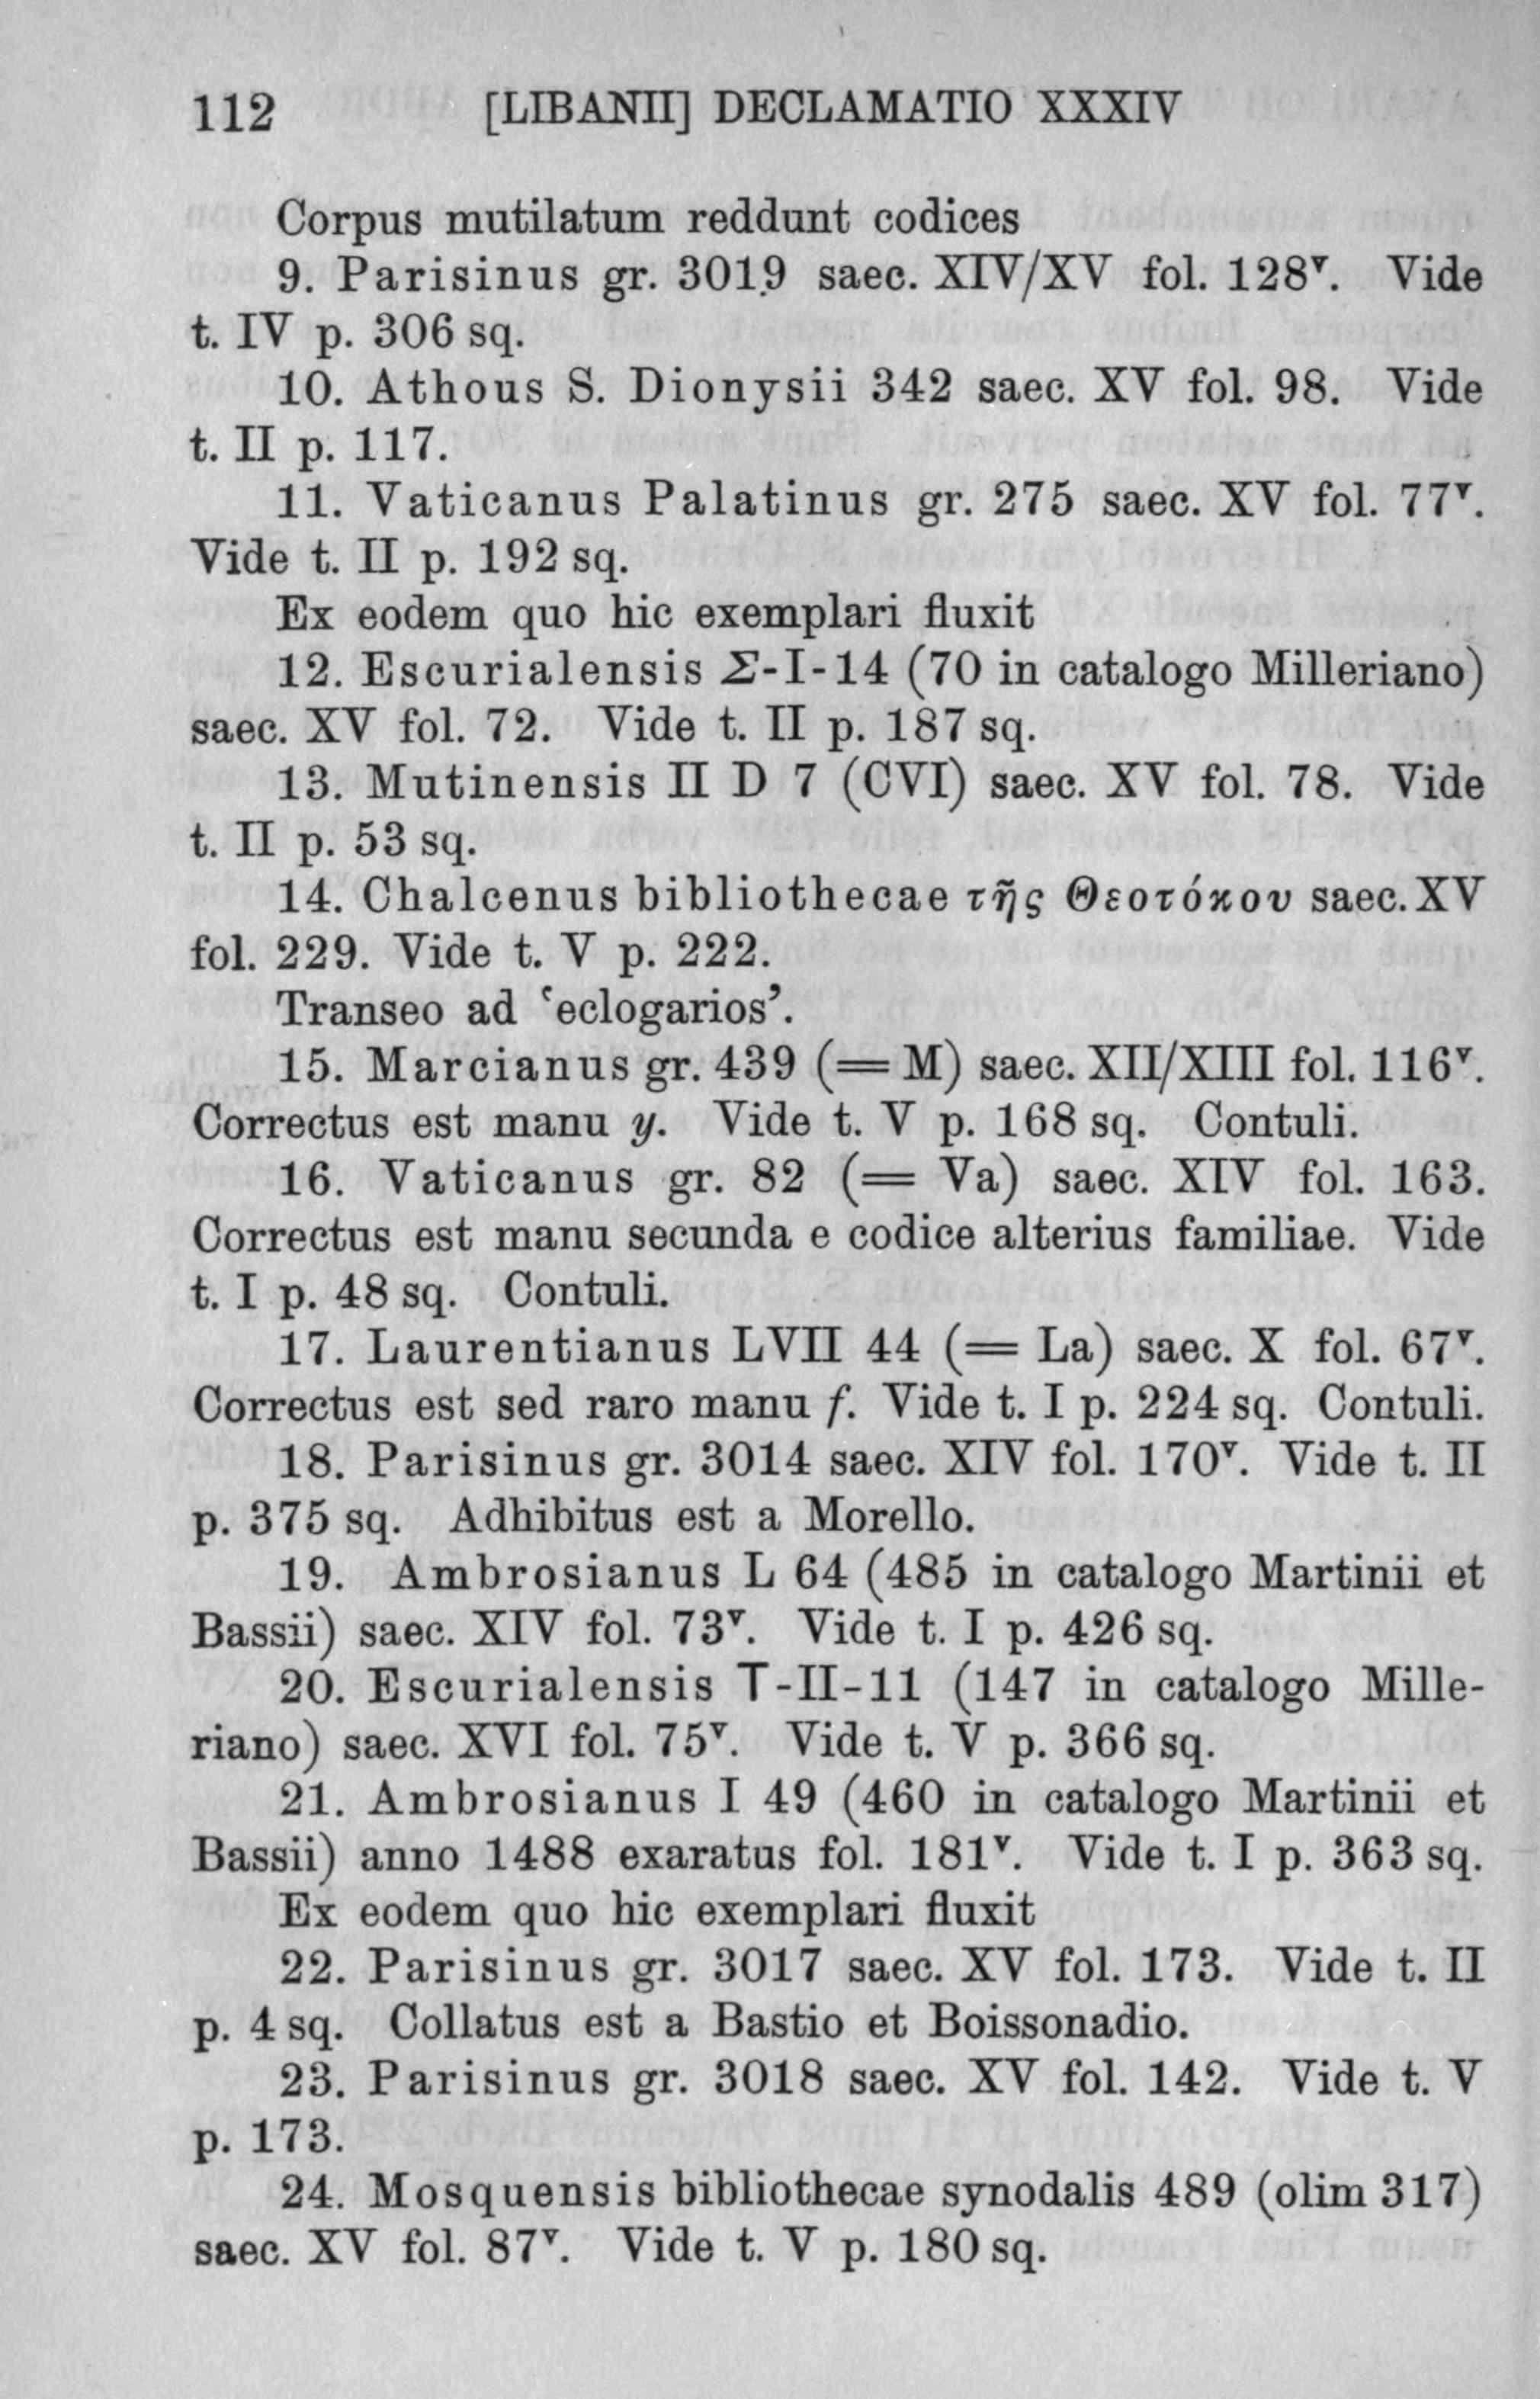 112 [LIBANII] DECLAMATIO XXXIV
Corpus mutilatum reddunt codices
9. Parisinus gr. 3019 saec. XIV/XV fol. 128ᵛ. Vide
t. IV p. 306 sq.
10. Athous S. Dionysii 342 saec. XV fol. 98. Vide
t. II p. 117.
11. Vaticanus Palatinus gr. 275 saec. XV fol. 77ᵛ.
Vide t. II p. 192 sq.
Ex eodem quo hic exemplari fluxit
12. Escurialensis Σ-I-14 (70 in catalogo Milleriano)
saec. XV fol. 72. Vide t. II p. 187 sq.
13. Mutinensis II D 7 (CVI) saec. XV fol. 78. Vide
t. II p. 53 sq.
14. Chalcenus bibliothecae τῆς Θεοτόκου saec. XV
fol. 229. Vide t. V p. 222.
Transeo ad ‘eclogarios’.
15. Marcianus gr. 439 (= M) saec. XII/XIII fol. 116ᵛ.
Correctus est manu y. Vide t. V p. 168 sq. Contuli.
16. Vaticanus gr. 82 (= Va) saec. XIV fol. 163.
Correctus est manu secunda e codice alterius familiae. Vide
t. I p. 48 sq. Contuli.
17. Laurentianus LVII 44 (= La) saec. X fol. 67ᵛ.
Correctus est sed raro manu f. Vide t. I p. 224 sq. Contuli.
18. Parisinus gr. 3014 saec. XIV fol. 170ᵛ. Vide t. II
p. 375 sq. Adhibitus est a Morello.
19. Ambrosianus L 64 (485 in catalogo Martinii et
Bassii) saec. XIV fol. 73ᵛ. Vide t. I p. 426 sq.
20. Escurialensis T-II-11 (147 in catalogo Mille-
riano) saec. XVI fol. 75ᵛ. Vide t. V p. 366 sq.
21. Ambrosianus I 49 (460 in catalogo Martinii et
Bassii) anno 1488 exaratus fol. 181ᵛ. Vide t. I p. 363 sq.
Ex eodem quo hic exemplari fluxit
22. Parisinus gr. 3017 saec. XV fol. 173. Vide t. II
p. 4 sq. Collatus est a Bastio et Boissonadio.
23. Parisinus gr. 3018 saec. XV fol. 142. Vide t. V
p. 173.
24. Mosquensis bibliothecae synodalis 489 (olim 317)
saec. XV fol. 87ᵛ. Vide t. V p. 180 sq.